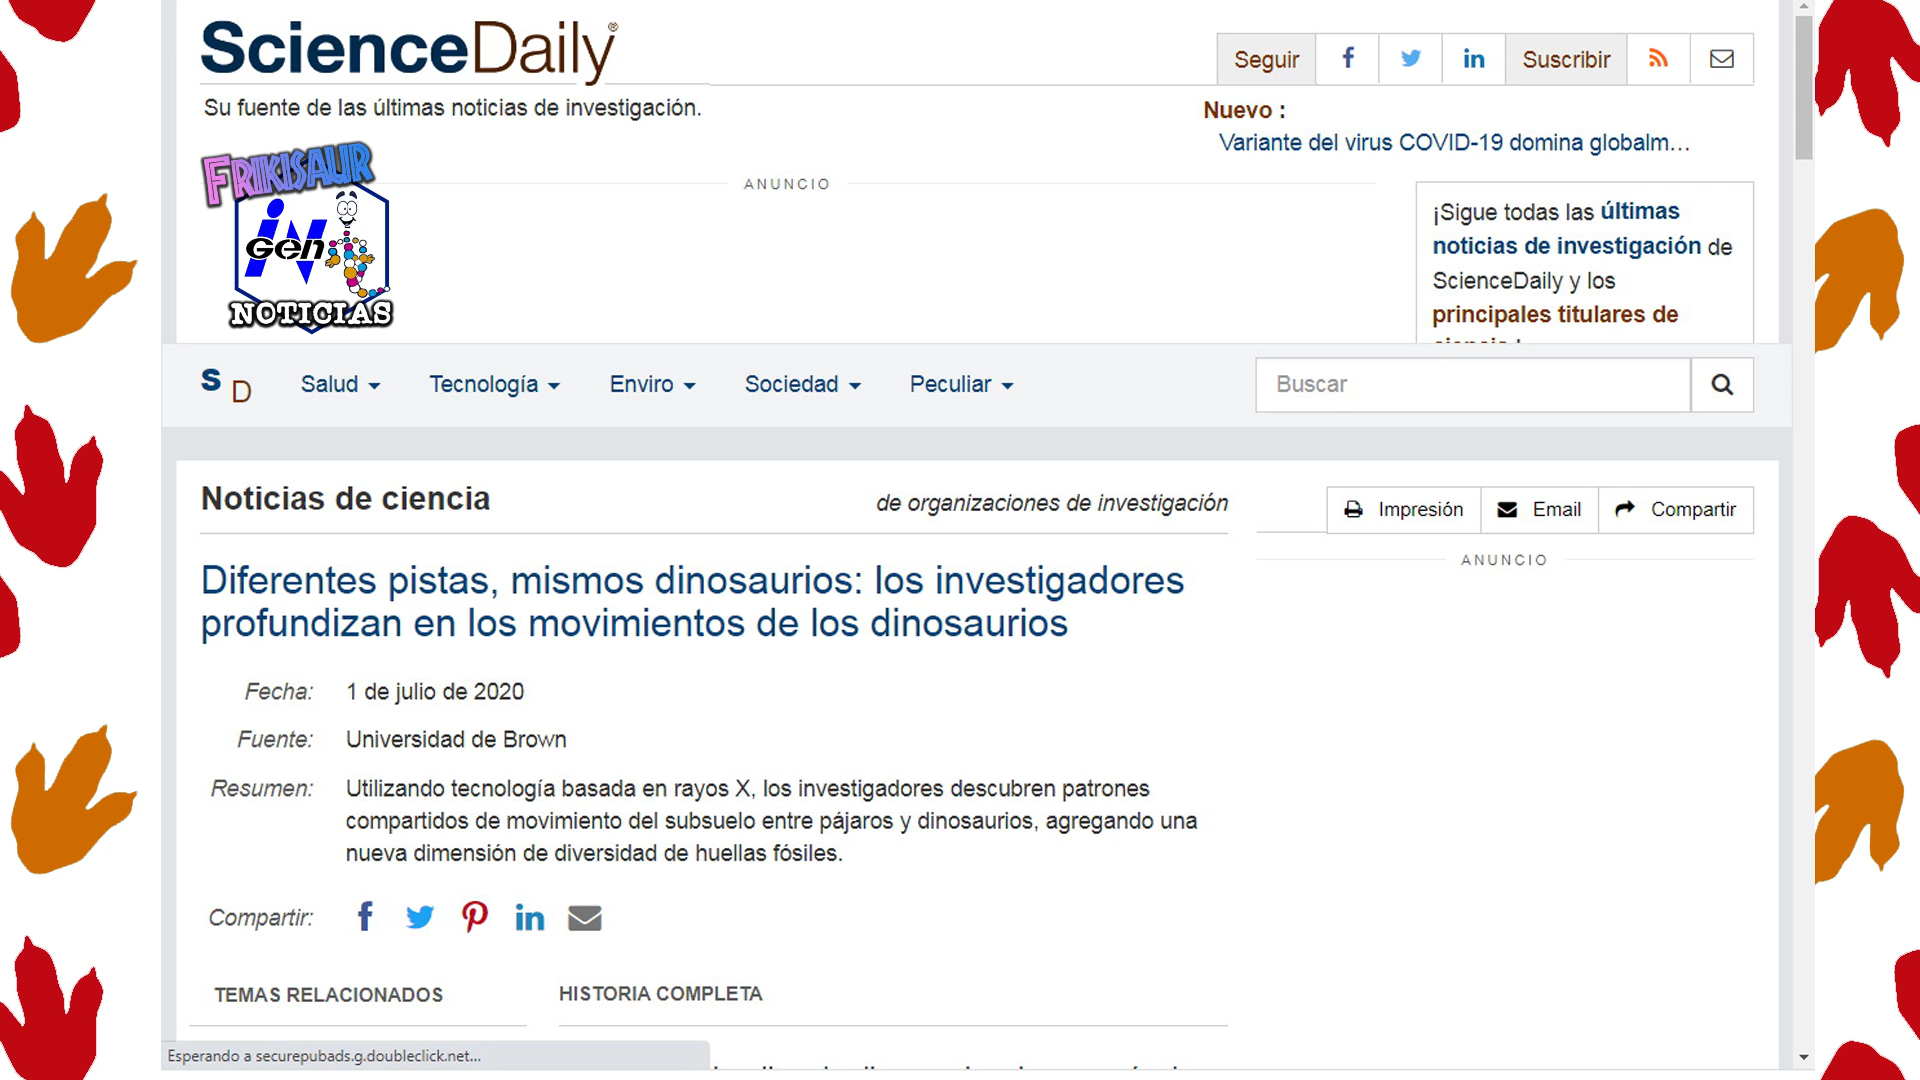 ScienceDaily®
Su fuente de las últimas noticias de investigación.
Seguir
Suscribir
Nuevo :
Variante del virus COVID-19 domina globalm...
FRIKISAUR
iN
Gen
NOTICIAS
ANUNCIO
¡Sigue todas las últimas
noticias de investigación de
ScienceDaily y los
principales titulares de
S D
Salud
Tecnología
Enviro
Sociedad
Peculiar
Buscar
Noticias de ciencia
de organizaciones de investigación
Impresión
Email
Compartir
ANUNCIO
Diferentes pistas, mismos dinosaurios: los investigadores
profundizan en los movimientos de los dinosaurios
Fecha: 1 de julio de 2020
Fuente: Universidad de Brown
Resumen: Utilizando tecnología basada en rayos X, los investigadores descubren patrones
compartidos de movimiento del subsuelo entre pájaros y dinosaurios, agregando una
nueva dimensión de diversidad de huellas fósiles.
Compartir:
TEMAS RELACIONADOS
HISTORIA COMPLETA
Esperando a securepubads.g.doubleclick.net...